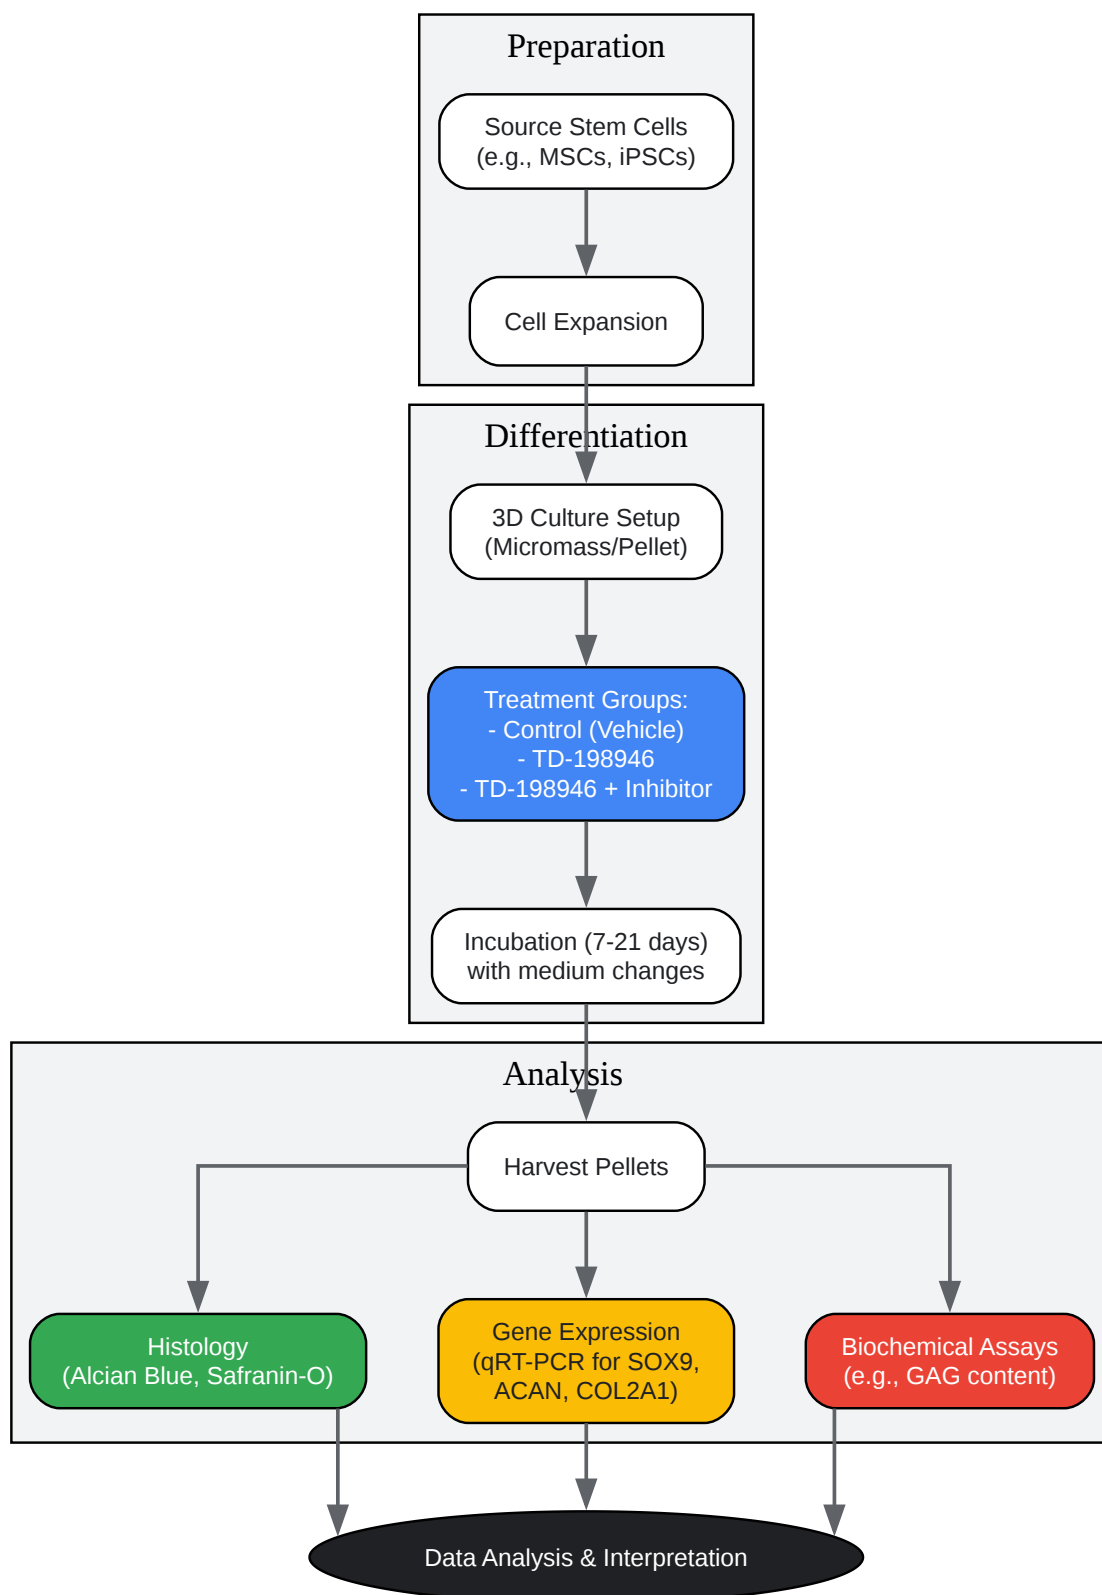 Preparation
Source Stem Cells
(e.g., MSCs, iPSCs)
Cell Expansion
Differentiation
3D Culture Setup
(Micromass/Pellet)
Treatment Groups:
- Control (Vehicle)
- TD-198946
- TD-198946 + Inhibitor
Incubation (7-21 days)
with medium changes
Analysis
Harvest Pellets
Histology
(Alcian Blue, Safranin-O)
Gene Expression
(qRT-PCR for SOX9,
ACAN, COL2A1)
Biochemical Assays
(e.g., GAG content)
Data Analysis & Interpretation